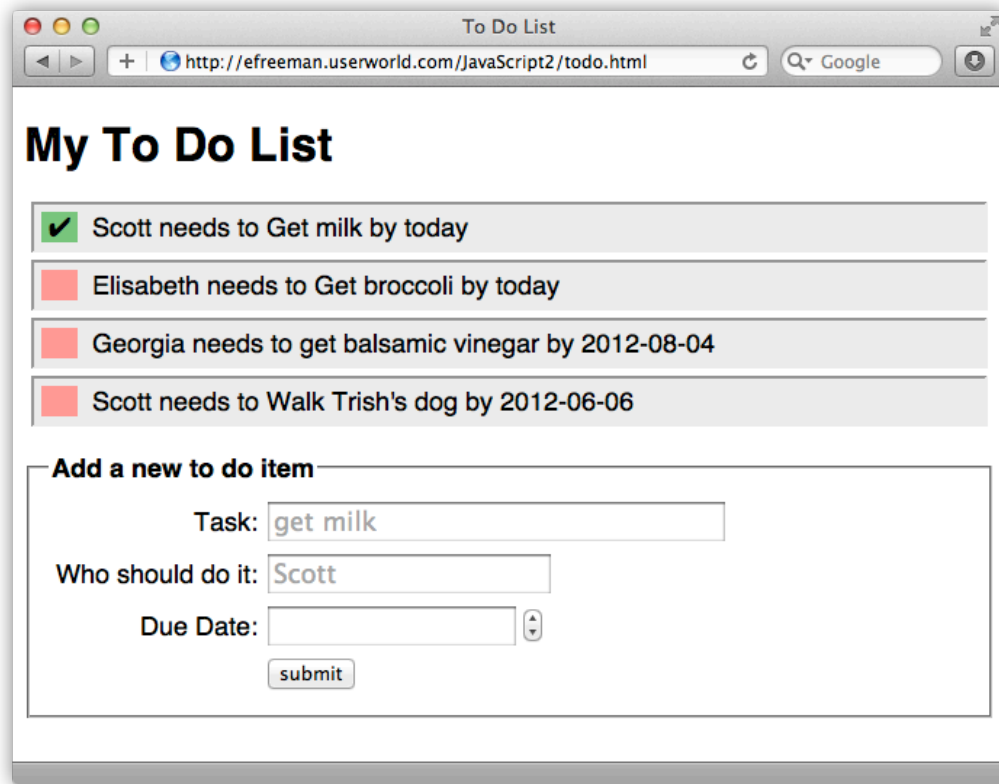 To Do List
http://efreeman.userworld.com/JavaScript2/todo.html
Google
My To Do List
✔ Scott needs to Get milk by today
Elisabeth needs to Get broccoli by today
Georgia needs to get balsamic vinegar by 2012-08-04
Scott needs to Walk Trish's dog by 2012-06-06
Add a new to do item
Task: get milk
Who should do it: Scott
Due Date:
submit